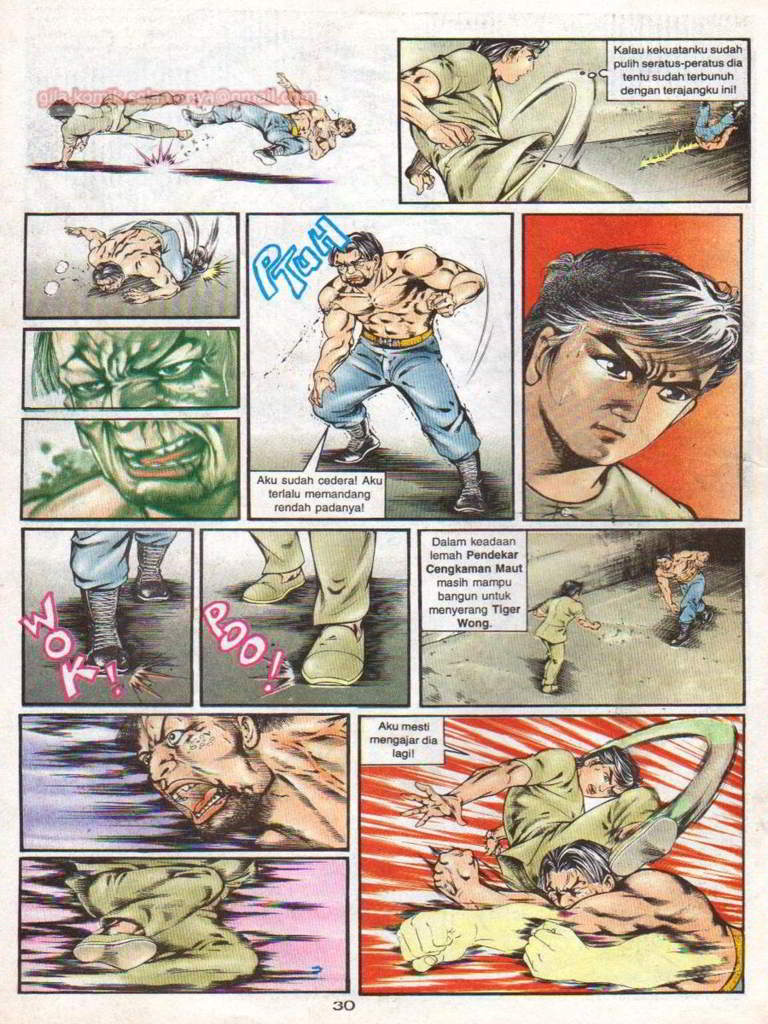 Kalau kekuatanku sudah
pulih seratus-peratus dia
tentu sudah terbunuh
dengan terajangku ini!
PTUH
Aku sudah cedera! Aku
terlalu memandang
rendah padanya!
WOK!
POO!
Dalam keadaan
lemah Pendekar
Cengkaman Maut
masih mampu
bangun untuk
menyerang Tiger
Wong.
Aku mesti
mengajar dia
lagi!
30